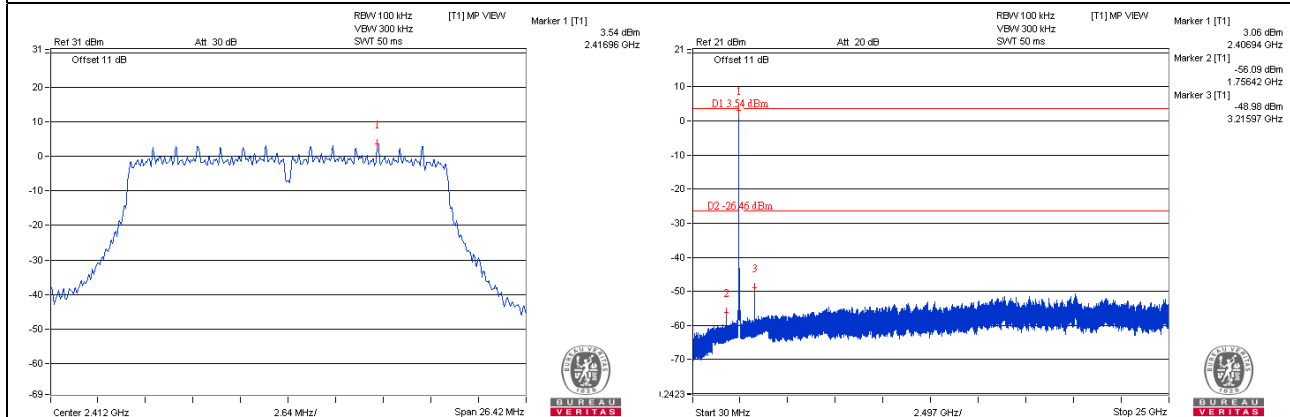 RBW 100 kHz [T1] MP VIEW
VBW 300 kHz
Ref 31 dBm Att 30 dB SWT 50 ms
Marker 1 [T1]
3.54 dBm
2.41696 GHz
31
Offset 11 dB
20
10
1
0
-10
-20
-30
-40
-50
-60
-69
Center 2.412 GHz 2.64 MHz/ Span 26.42 MHz
BUREAU VERITAS
1828
BUREAU
VERITAS
RBW 100 kHz [T1] MP VIEW
VBW 300 kHz
Ref 21 dBm Att 20 dB SWT 50 ms
Marker 1 [T1]
3.06 dBm
2.40694 GHz
Marker 2 [T1]
-56.09 dBm
1.75642 GHz
Marker 3 [T1]
-48.98 dBm
3.21597 GHz
21
Offset 11 dB
10
1
D1 3.54 dBm
0
-10
-20
D2 -26.46 dBm
-30
-40
3
2
-50
-60
-70
.2423
Start 30 MHz 2.497 GHz/ Stop 25 GHz
BUREAU VERITAS
1828
BUREAU
VERITAS